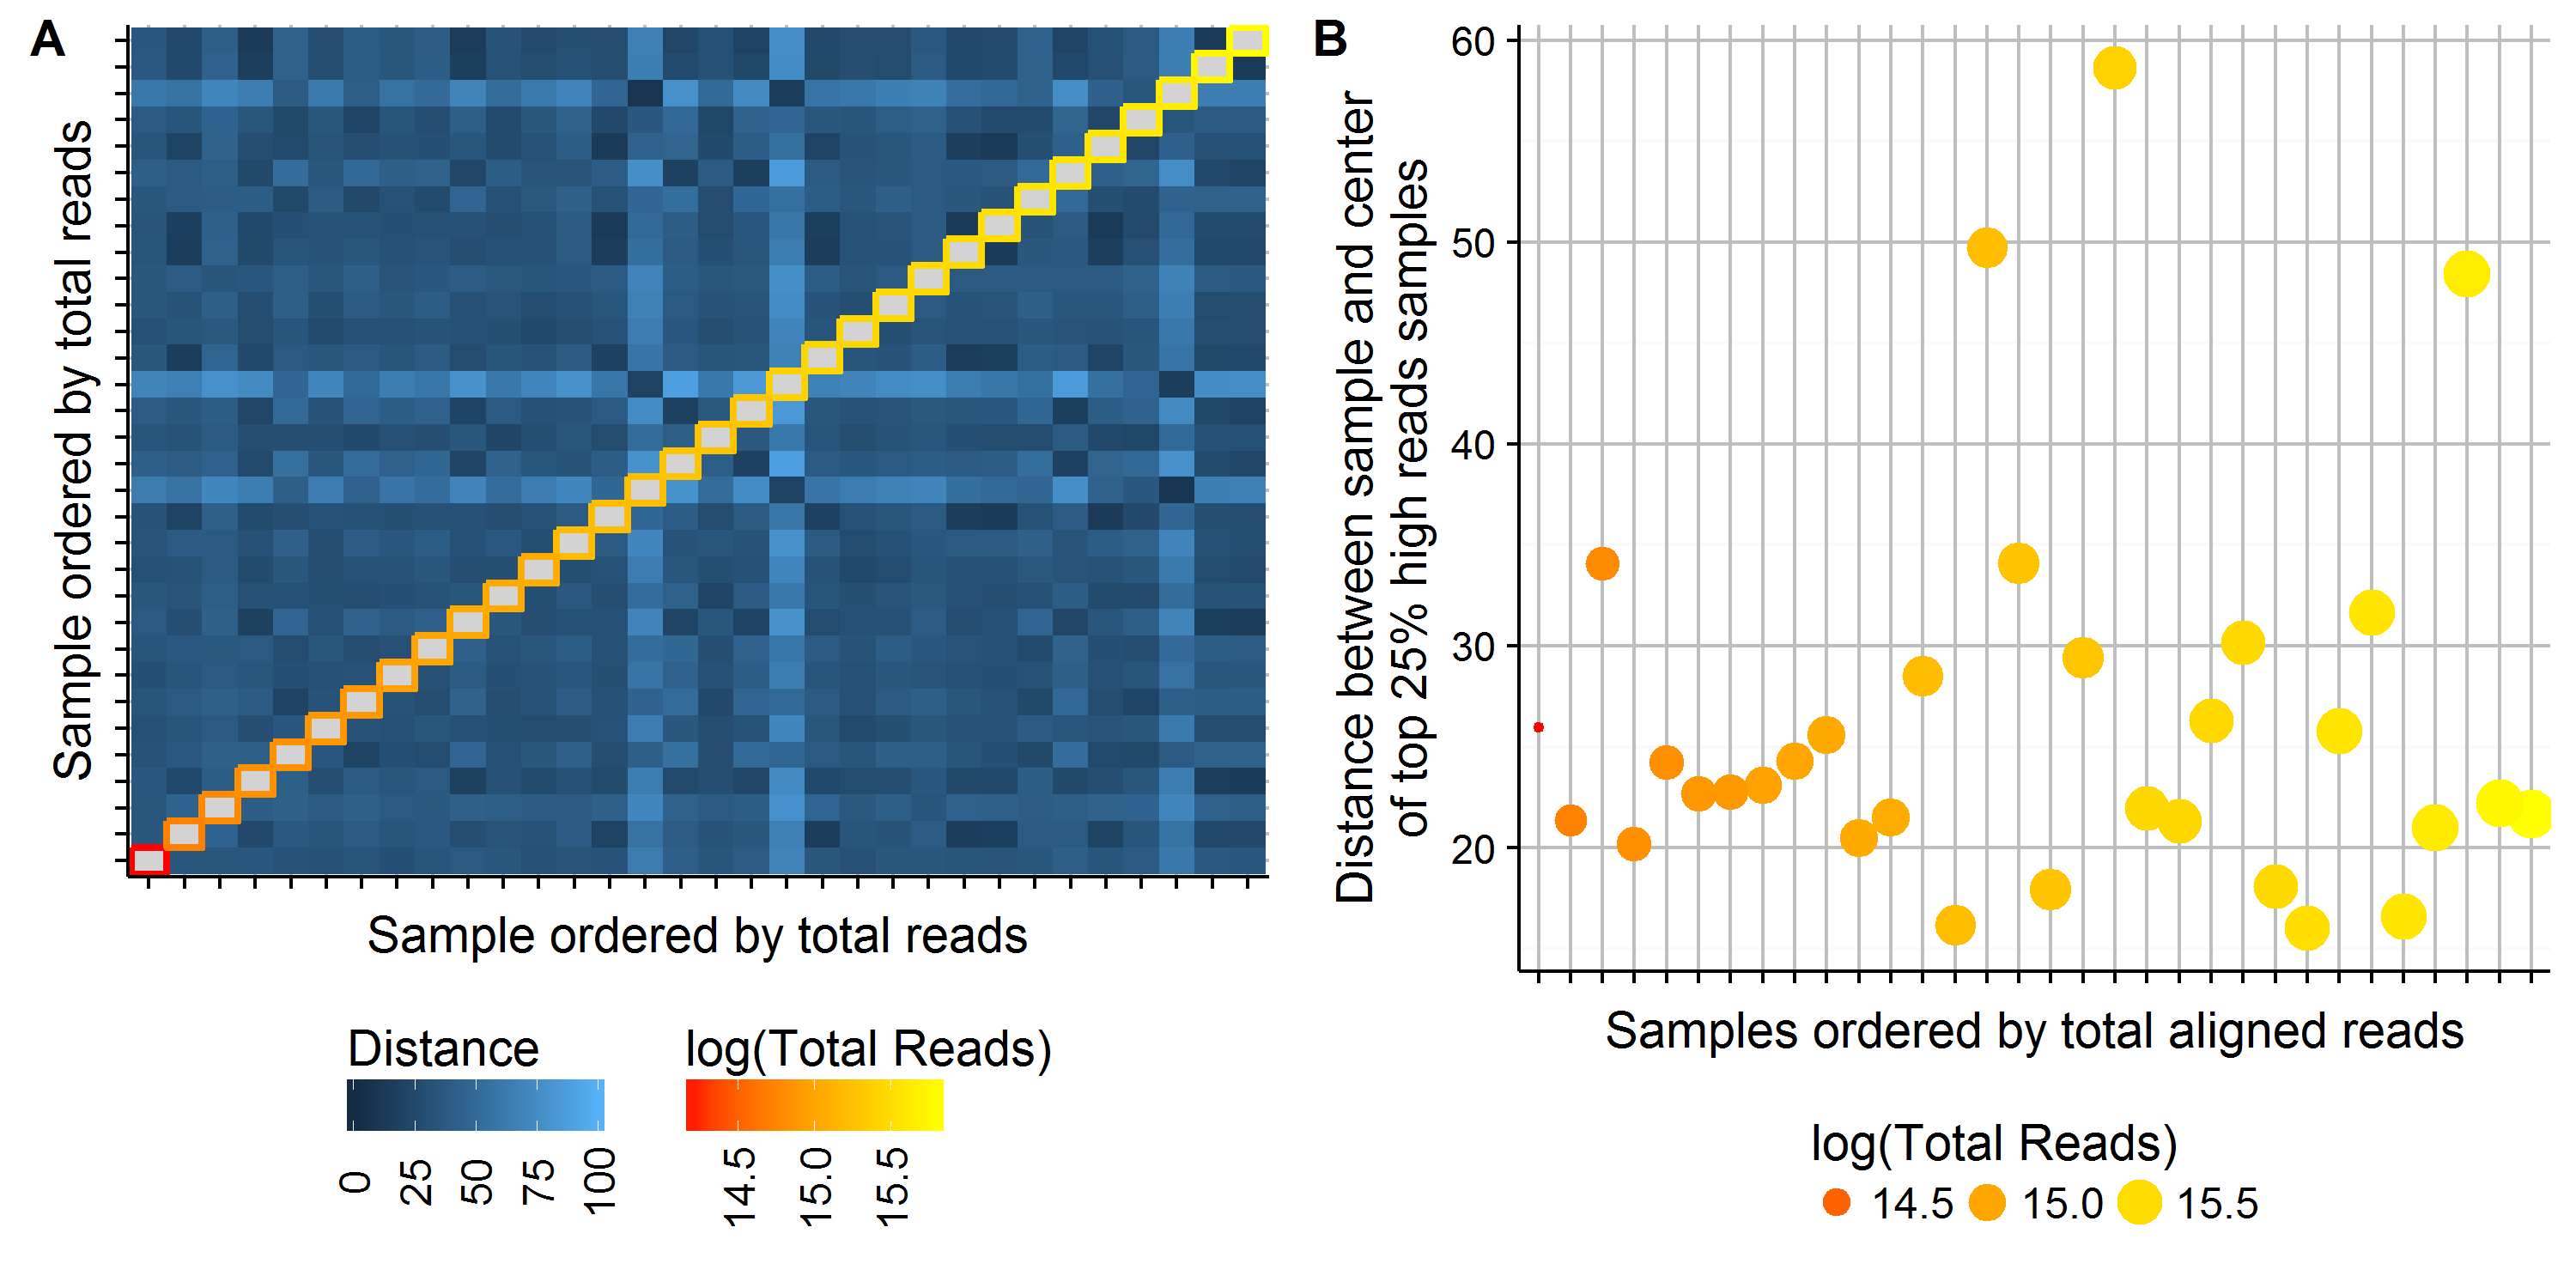 A
Sample ordered by total reads
Sample ordered by total reads
Distance
0 25 50 75 100
log(Total Reads)
14.5 15.0 15.5
B
Distance between sample and center
of top 25% high reads samples
60
50
40
30
20
Samples ordered by total aligned reads
log(Total Reads)
14.5 15.0 15.5